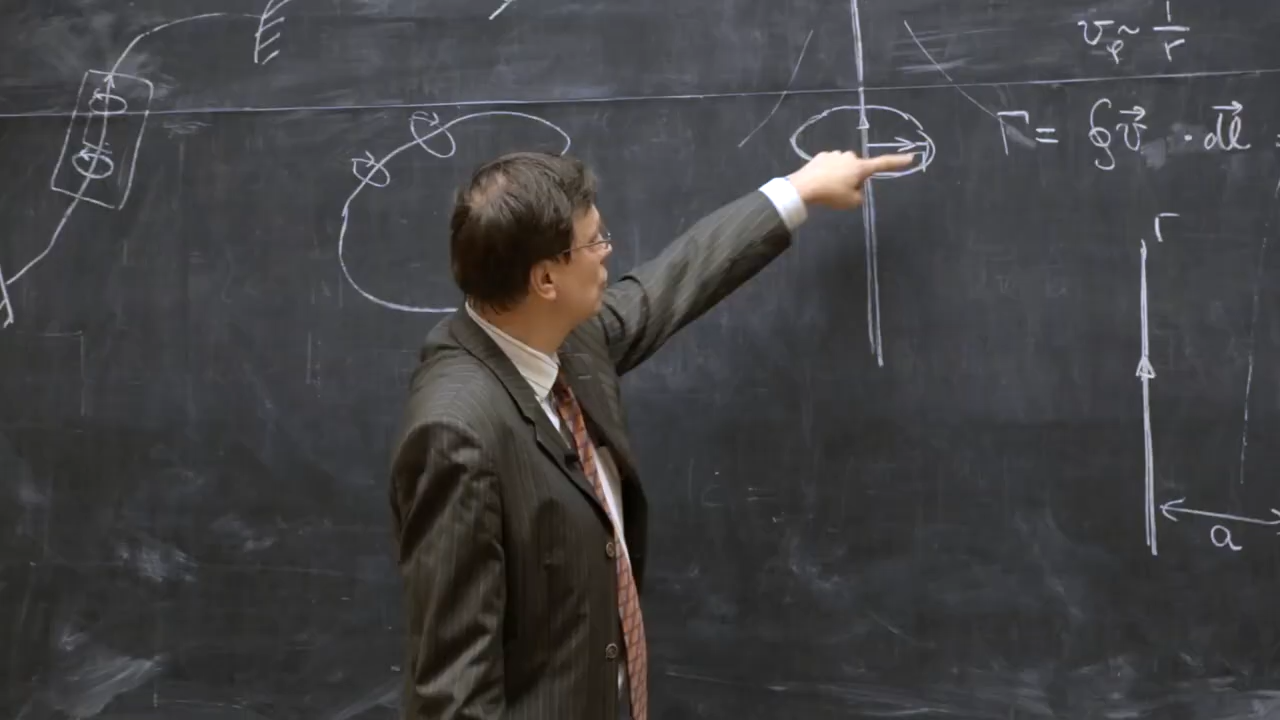 v_φ ~ 1/r
Γ = ∮ v⃗ · dl⃗ =
Γ
a